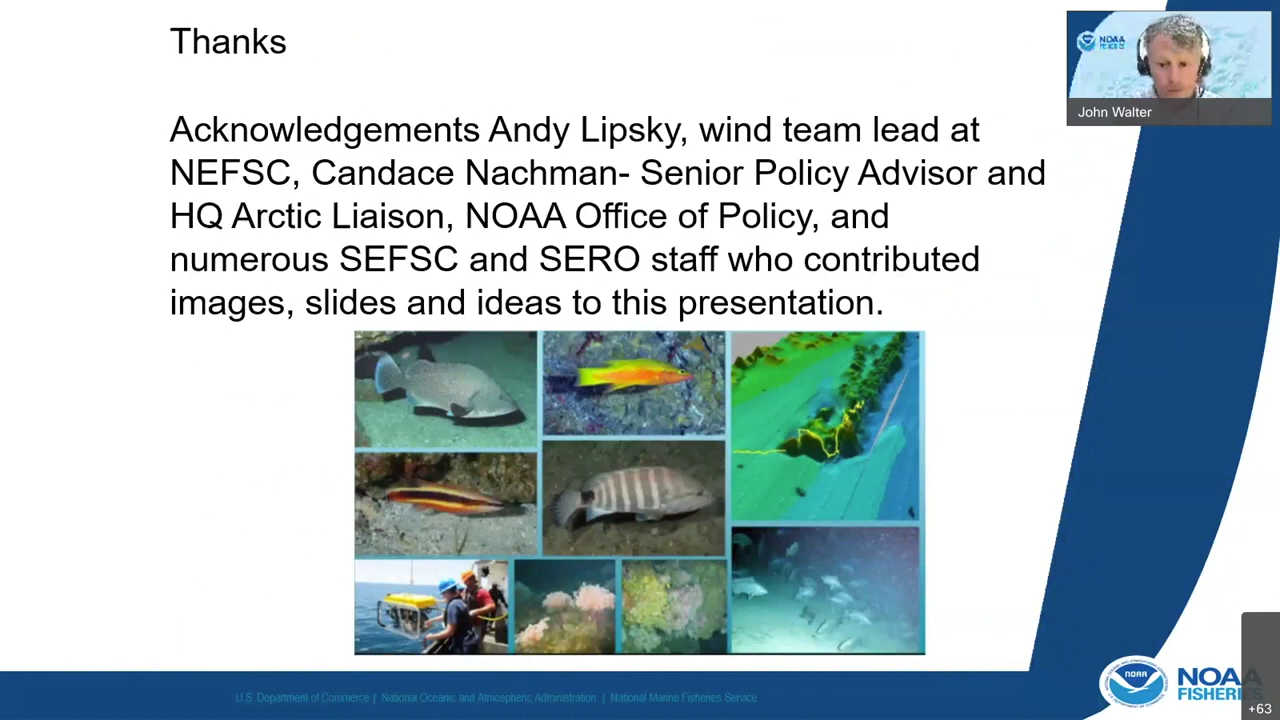 Thanks
Acknowledgements Andy Lipsky, wind team lead at
NEFSC, Candace Nachman- Senior Policy Advisor and
HQ Arctic Liaison, NOAA Office of Policy, and
numerous SEFSC and SERO staff who contributed
images, slides and ideas to this presentation.
NOAA
FISHERIES
John Walter
U.S. Department of Commerce | National Oceanic and Atmospheric Administration | National Marine Fisheries Service
NOAA
NOAA
FISHERIES
+63